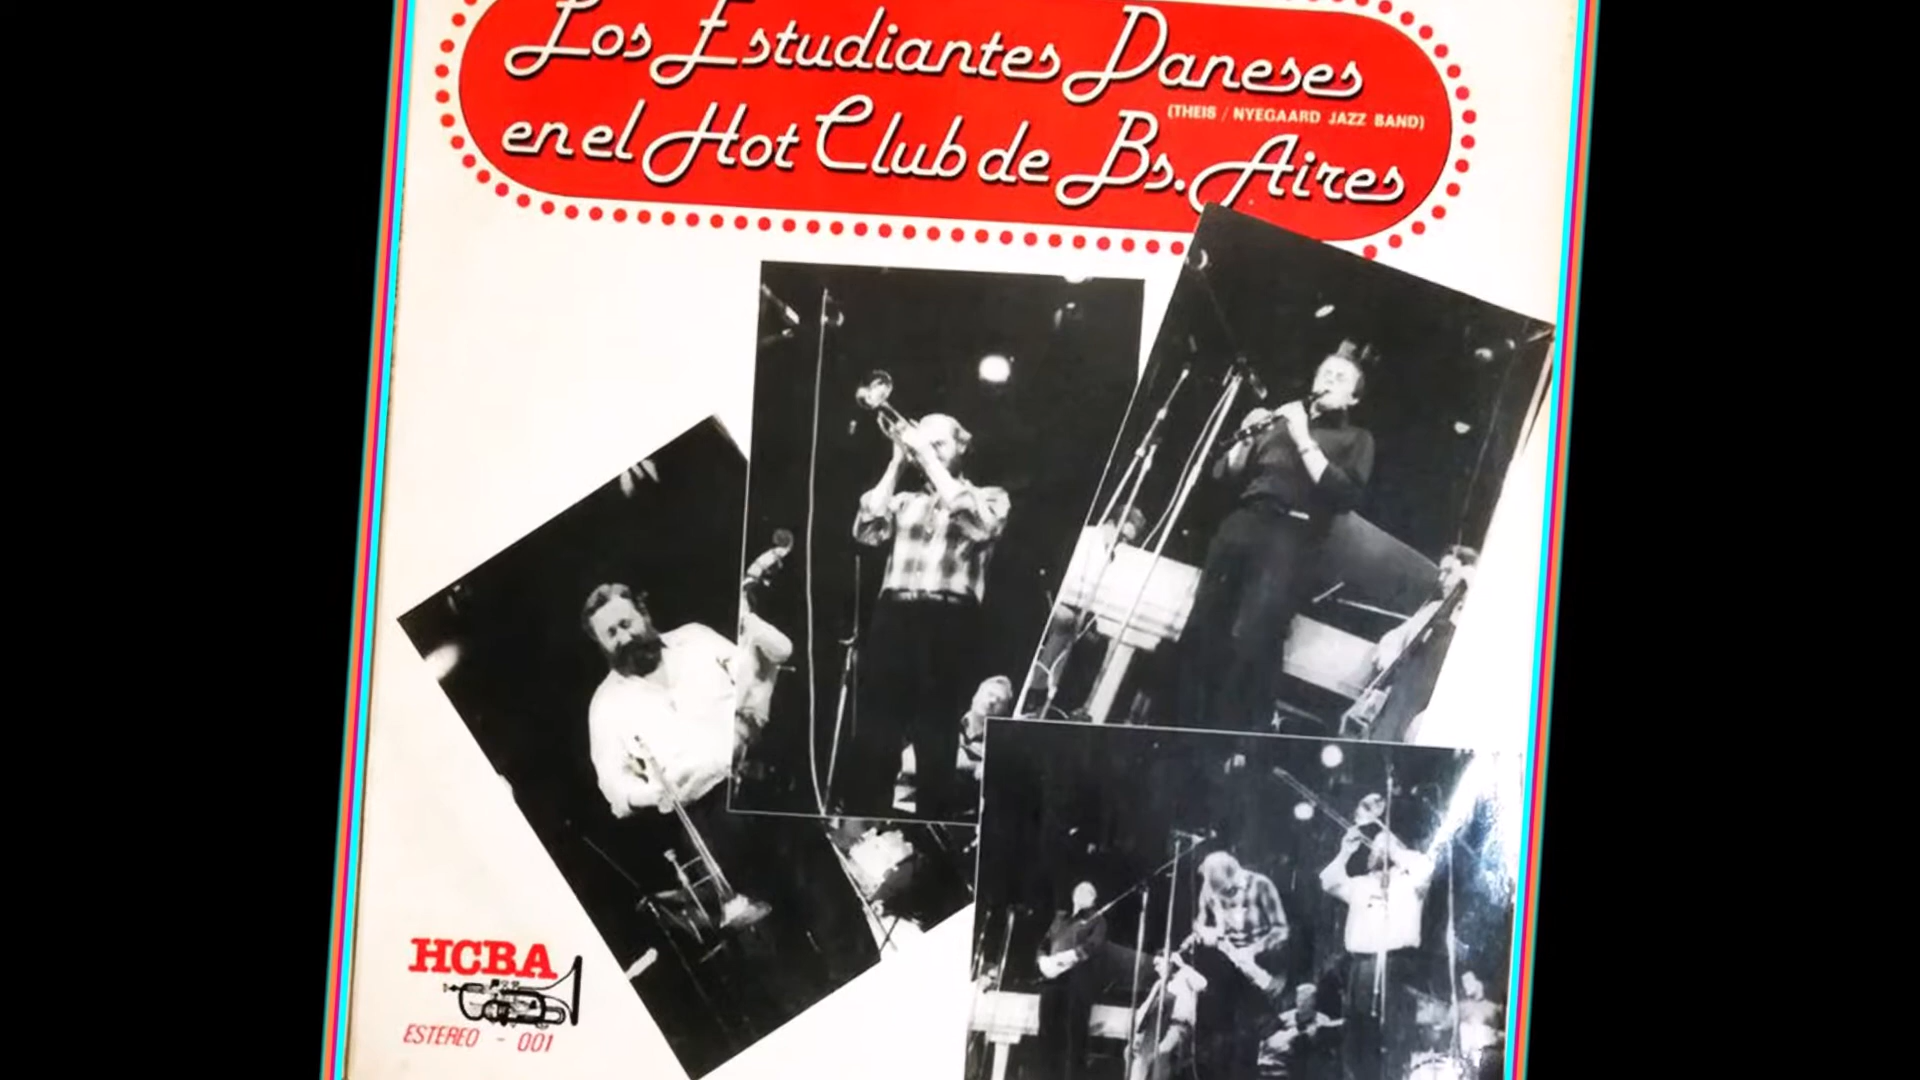 Los Estudiantes Daneses
(THEIS / NYEGAARD JAZZ BAND)
en el Hot Club de Bs. Aires
HCBA
ESTEREO - 001